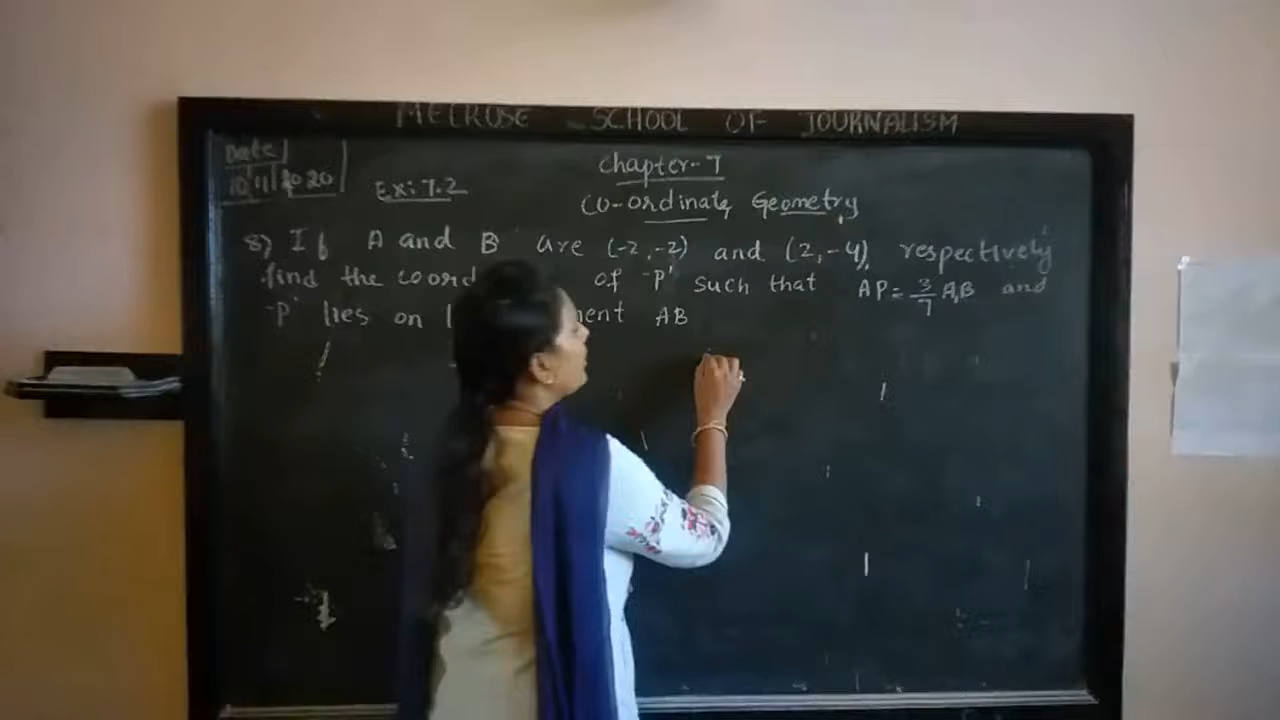 MELROSE SCHOOL OF JOURNALISM
Date
10/11/2020
Chapter-7
Ex:7.2
CO-ordinate Geometry
8) If A and B are (-2,-2) and (2,-4), respectively
find the coord of 'P' such that AP = 3/7 AB and
'P' lies on AB